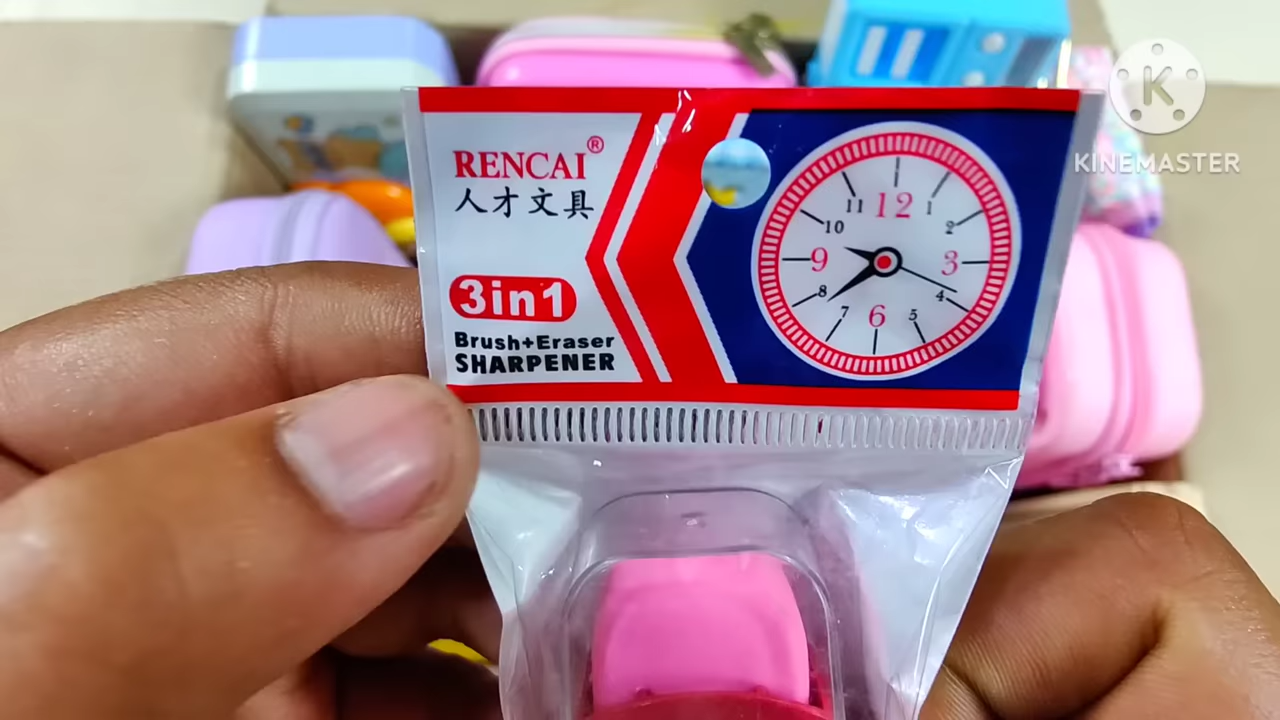 RENCAI®
人才文具
3in1
Brush+Eraser
SHARPENER
12
1
2
3
4
5
6
7
8
9
10
11
K
KINEMASTER